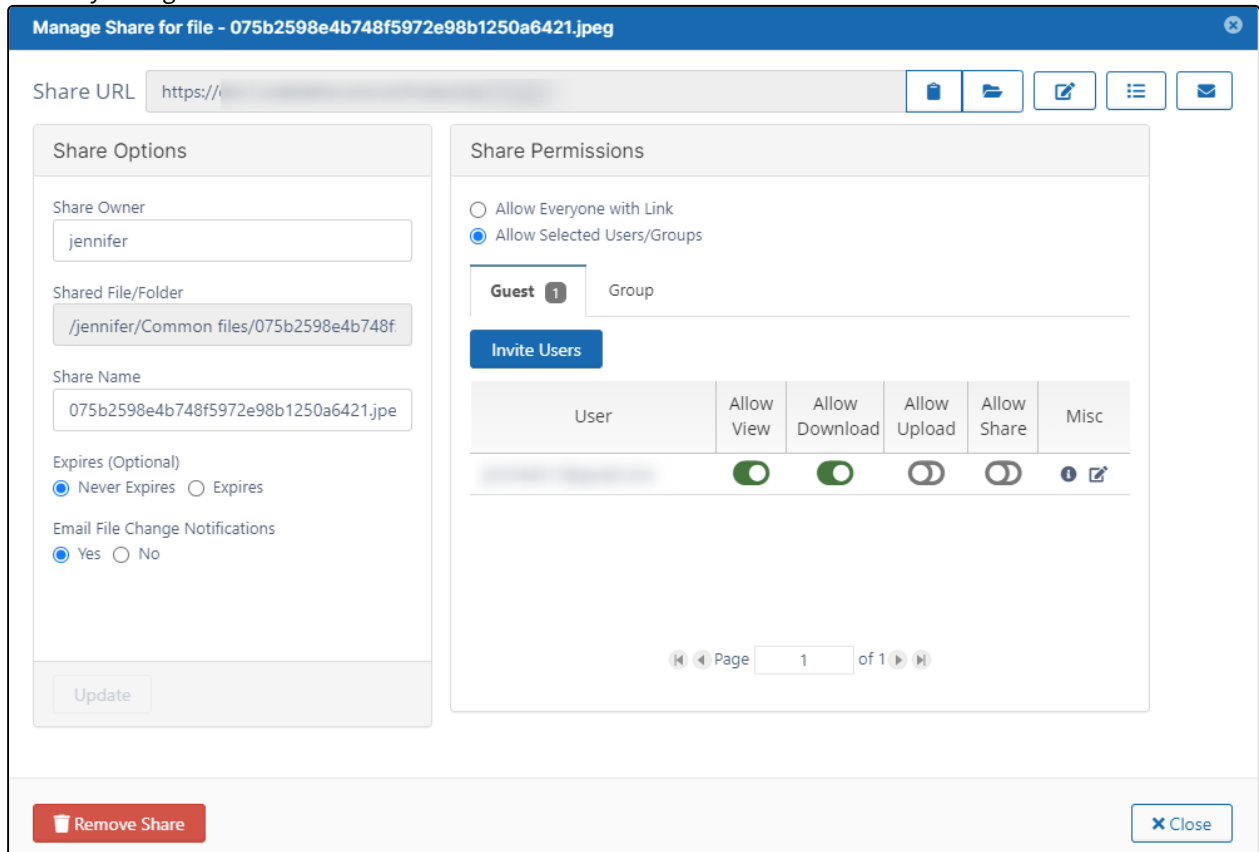 Manage Share for file - 075b2598e4b748f5972e98b1250a6421.jpeg
Share URL https://
Share Options
Share Owner
jennifer
Shared File/Folder
/jennifer/Common files/075b2598e4b748f
Share Name
075b2598e4b748f5972e98b1250a6421.jpe
Expires (Optional)
Never Expires Expires
Email File Change Notifications
Yes No
Update
Share Permissions
Allow Everyone with Link
Allow Selected Users/Groups
Guest 1 Group
Invite Users
User Allow View Allow Download Allow Upload Allow Share Misc
Page 1 of 1
Remove Share
Close